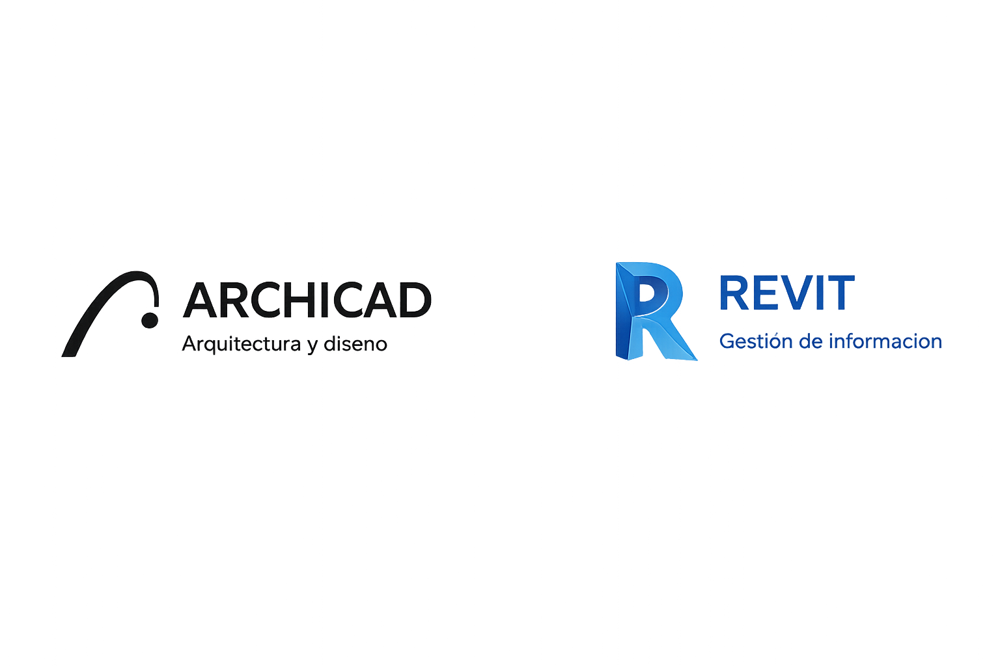 ARCHICAD
Arquitectura y diseno
REVIT
Gestión de informacion